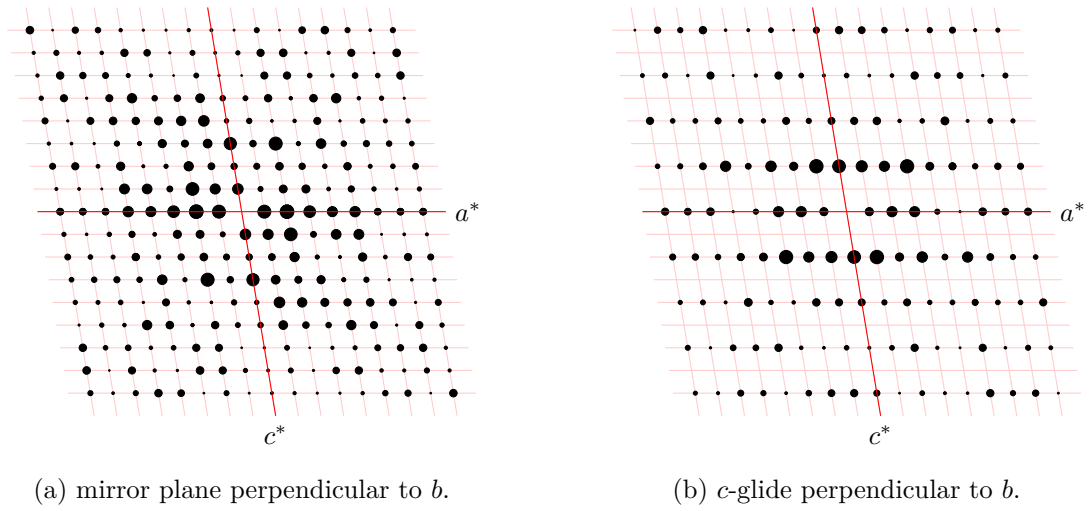 a*
a*
c*
c*
(a) mirror plane perpendicular to b.
(b) c-glide perpendicular to b.